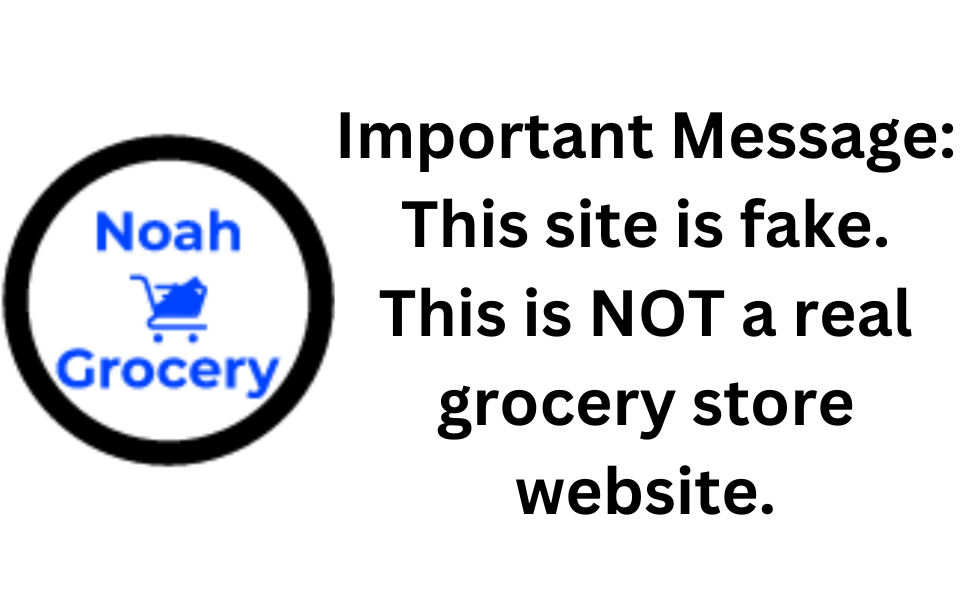 Noah
Grocery
Important Message:
This site is fake.
This is NOT a real
grocery store
website.